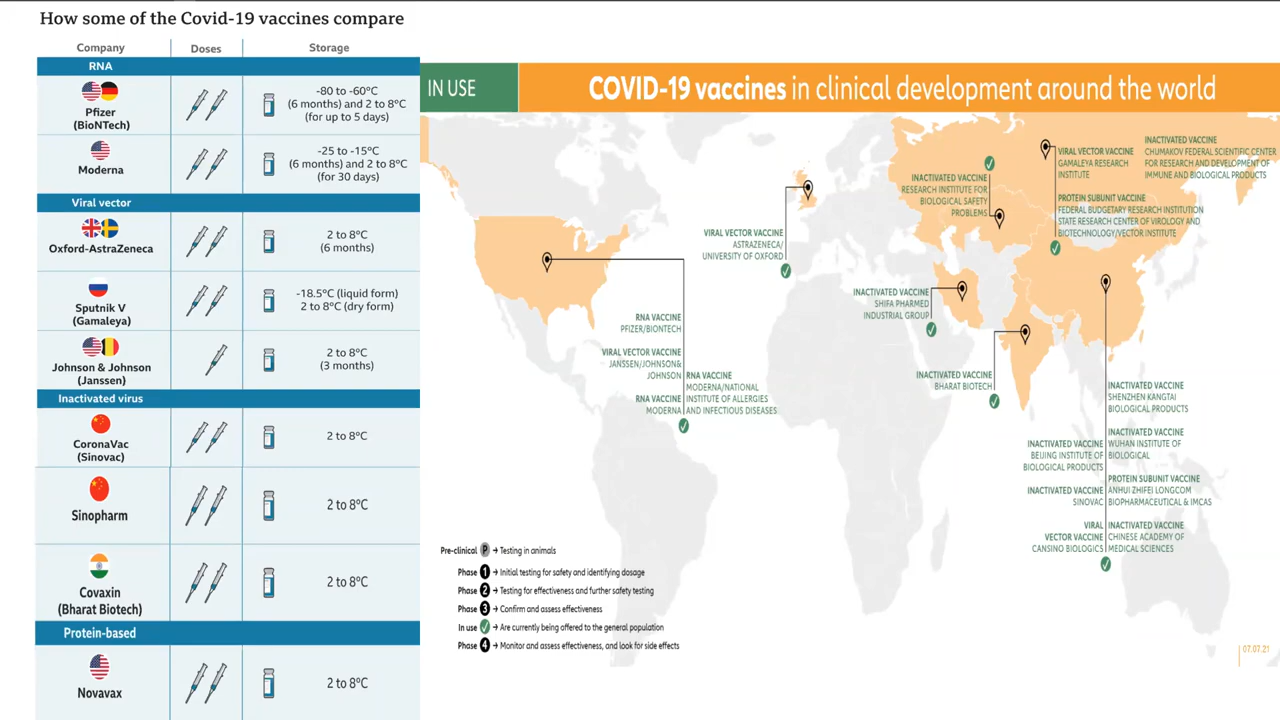 How some of the Covid-19 vaccines compare
Company Doses Storage
RNA
Pfizer
(BioNTech)
-80 to -60ºC
(6 months) and 2 to 8ºC
(for up to 5 days)
Moderna
-25 to -15ºC
(6 months) and 2 to 8ºC
(for 30 days)
Viral vector
Oxford-AstraZeneca
2 to 8ºC
(6 months)
Sputnik V
(Gamaleya)
-18.5ºC (liquid form)
2 to 8ºC (dry form)
Johnson & Johnson
(Janssen)
2 to 8ºC
(3 months)
Inactivated virus
CoronaVac
(Sinovac)
2 to 8ºC
Sinopharm
2 to 8ºC
Covaxin
(Bharat Biotech)
2 to 8ºC
Protein-based
Novavax
2 to 8ºC
IN USE
COVID-19 vaccines in clinical development around the world
RNA VACCINE
PFIZER/BIONTECH
VIRAL VECTOR VACCINE
JANSSEN/JOHNSON&
JOHNSON
RNA VACCINE
MODERNA
RNA VACCINE
MODERNA/NATIONAL
INSTITUTE OF ALLERGIES
AND INFECTIOUS DISEASES
VIRAL VECTOR VACCINE
ASTRAZENECA/
UNIVERSITY OF OXFORD
INACTIVATED VACCINE
RESEARCH INSTITUTE FOR
BIOLOGICAL SAFETY
PROBLEMS
VIRAL VECTOR VACCINE
GAMALEYA RESEARCH
INSTITUTE
INACTIVATED VACCINE
CHUMAKOV FEDERAL SCIENTIFIC CENTER
FOR RESEARCH AND DEVELOPMENT OF
IMMUNE AND BIOLOGICAL PRODUCTS
PROTEIN SUBUNIT VACCINE
FEDERAL BUDGETARY RESEARCH INSTITUTION
STATE RESEARCH CENTER OF VIROLOGY AND
BIOTECHNOLOGY/VECTOR INSTITUTE
INACTIVATED VACCINE
SHIFA PHARMED
INDUSTRIAL GROUP
INACTIVATED VACCINE
BHARAT BIOTECH
INACTIVATED VACCINE
SHENZHEN KANGTAI
BIOLOGICAL PRODUCTS
INACTIVATED VACCINE
BEIJING INSTITUTE OF
BIOLOGICAL PRODUCTS
INACTIVATED VACCINE
WUHAN INSTITUTE OF
BIOLOGICAL
INACTIVATED VACCINE
SINOVAC
PROTEIN SUBUNIT VACCINE
ANHUI ZHIFEI LONGCOM
BIOPHARMACEUTICAL & IMCAS
VIRAL
VECTOR VACCINE
CANSINO BIOLOGICS
INACTIVATED VACCINE
CHINESE ACADEMY OF
MEDICAL SCIENCES
Pre-clinical P → Testing in animals
Phase 1 → Initial testing for safety and identifying dosage
Phase 2 → Testing for effectiveness and further safety testing
Phase 3 → Confirm and assess effectiveness
In use ✓ → Are currently being offered to the general population
Phase 4 → Monitor and assess effectiveness, and look for side effects
07.07.21